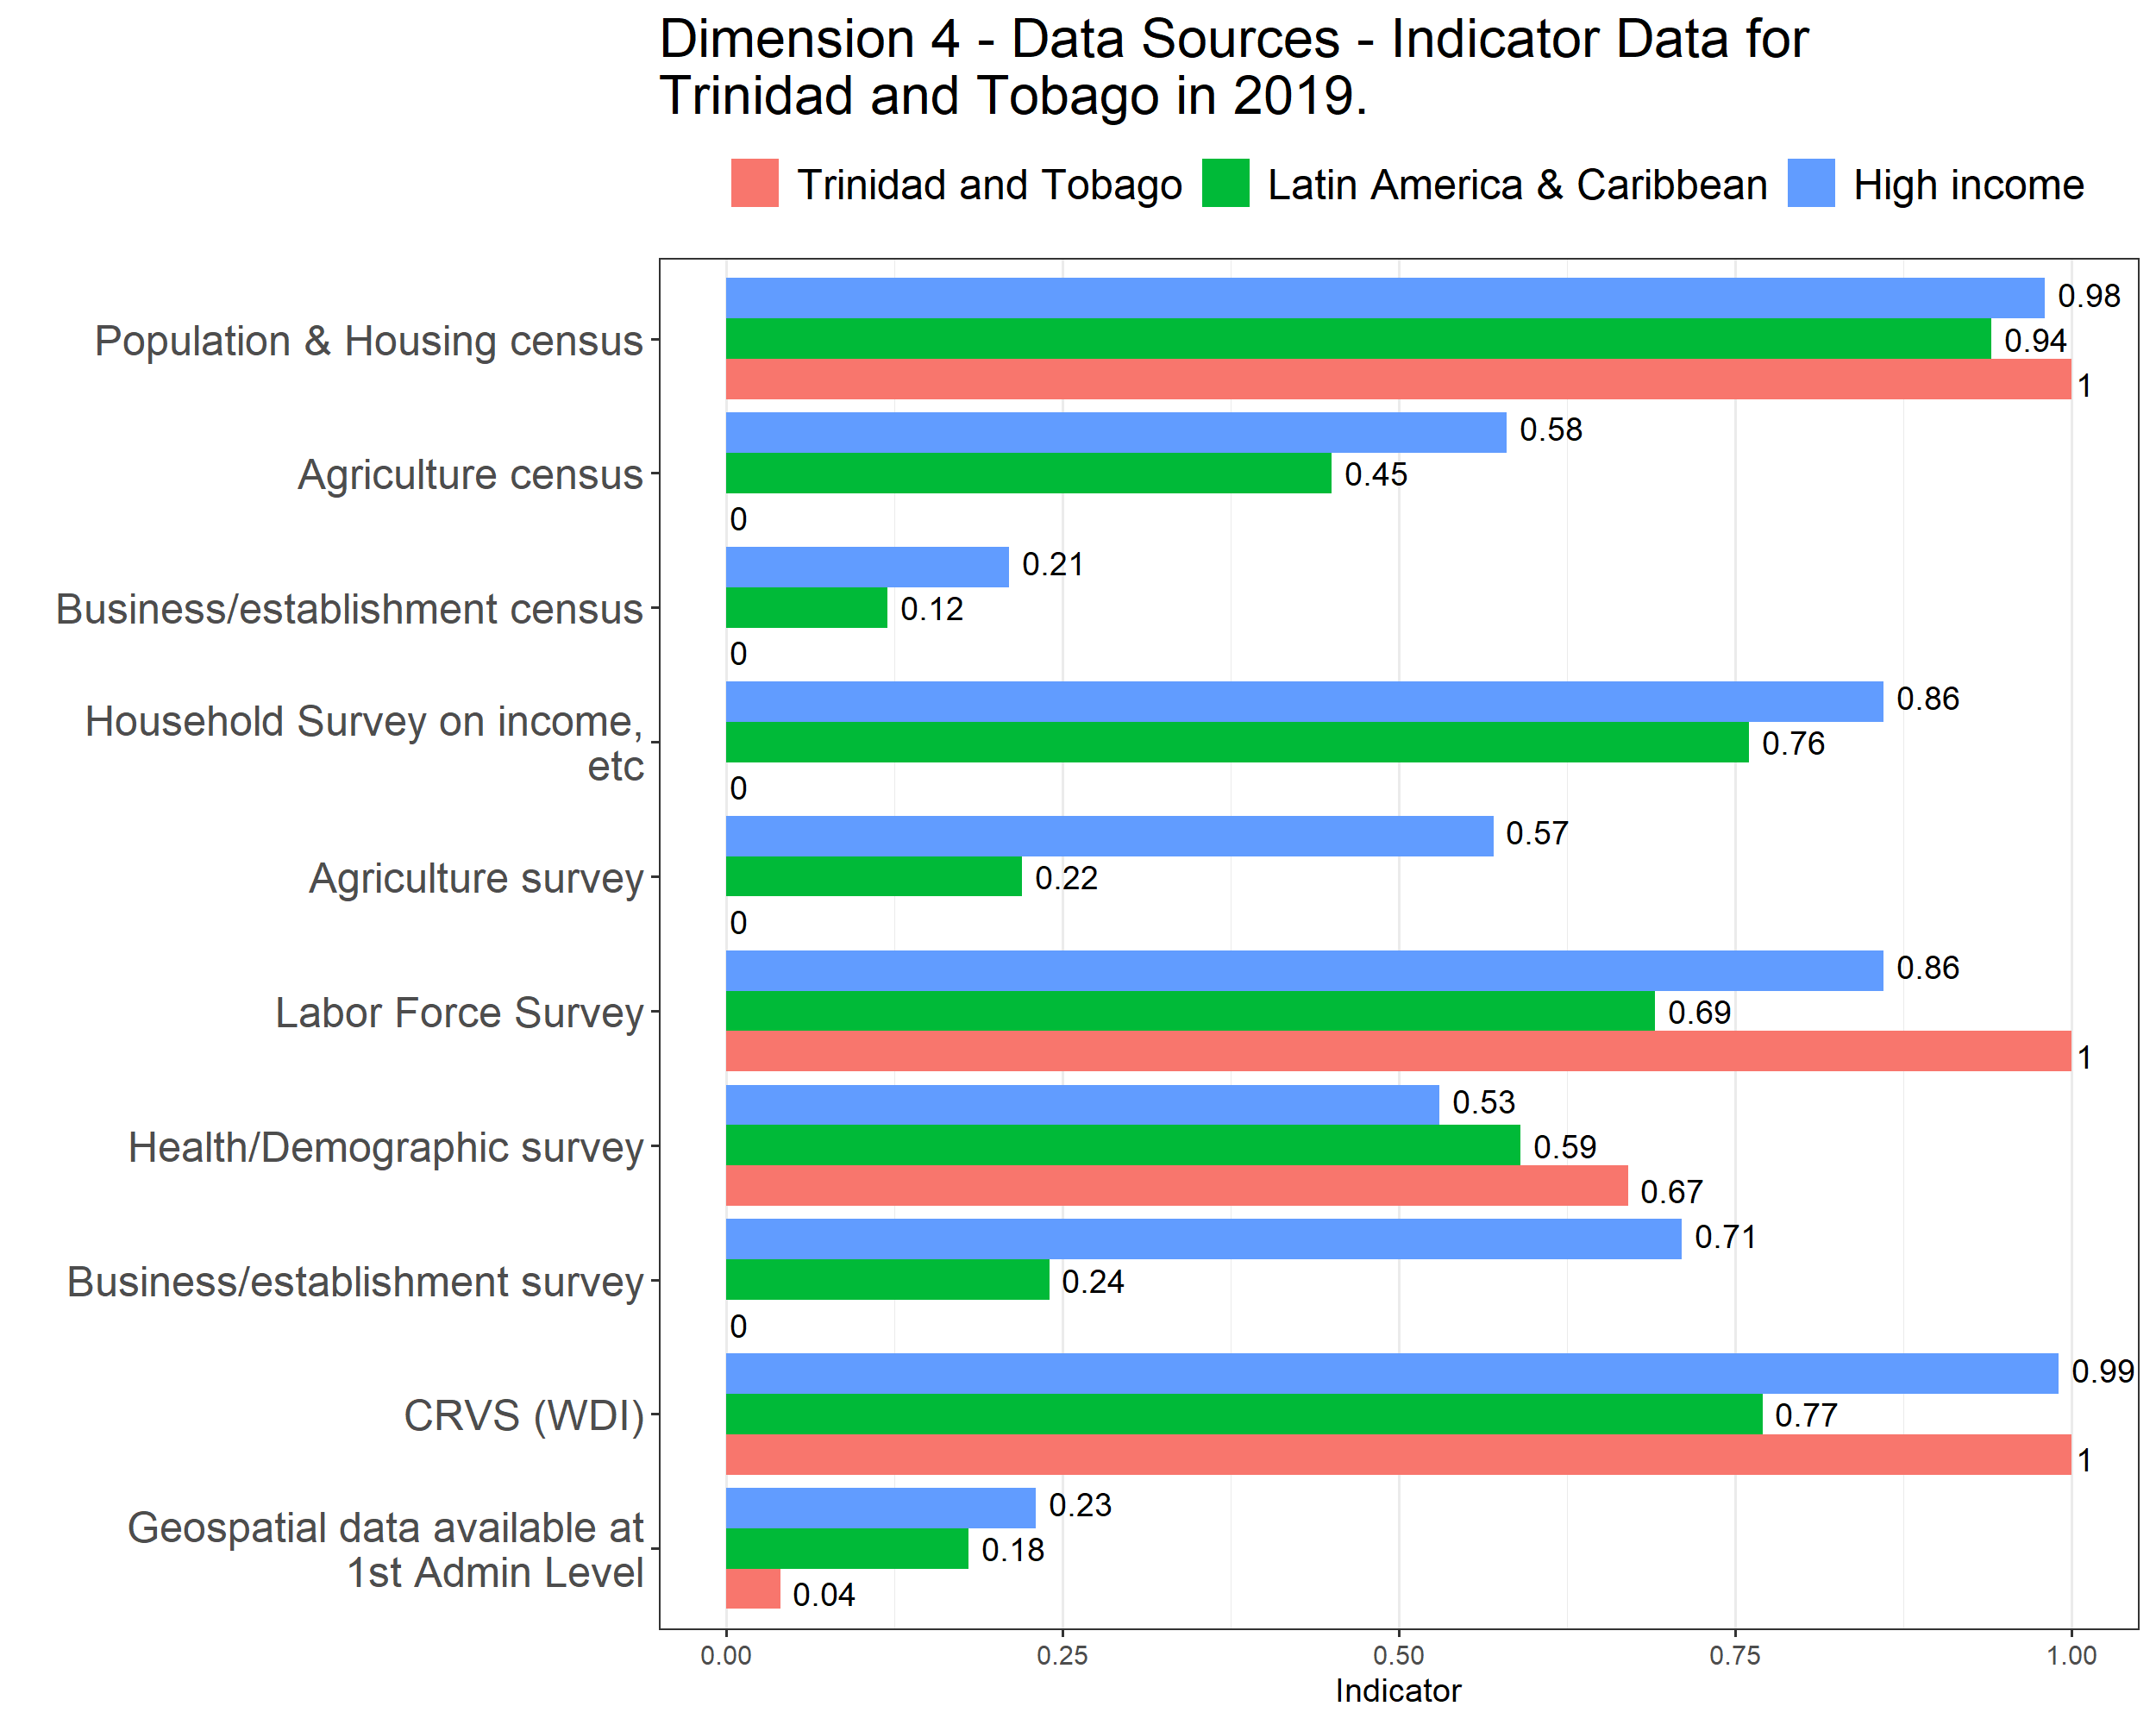 Dimension 4 - Data Sources - Indicator Data for
Trinidad and Tobago in 2019.
Trinidad and Tobago Latin America & Caribbean High income
Population & Housing census
0.98
0.94
1
Agriculture census
0.58
0.45
0
Business/establishment census
0.21
0.12
0
Household Survey on income,
etc
0.86
0.76
0
Agriculture survey
0.57
0.22
0
Labor Force Survey
0.86
0.69
1
Health/Demographic survey
0.53
0.59
0.67
Business/establishment survey
0.71
0.24
0
CRVS (WDI)
0.99
0.77
1
Geospatial data available at
1st Admin Level
0.23
0.18
0.04
0.00 0.25 0.50 0.75 1.00
Indicator